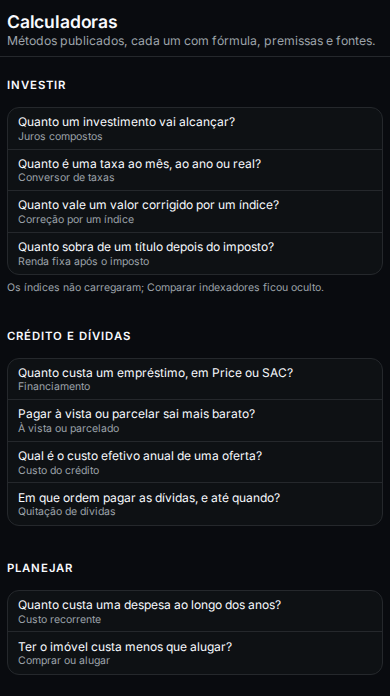 Calculadoras
Métodos publicados, cada um com fórmula, premissas e fontes.
INVESTIR
Quanto um investimento vai alcançar?
Juros compostos
Quanto é uma taxa ao mês, ao ano ou real?
Conversor de taxas
Quanto vale um valor corrigido por um índice?
Correção por um índice
Quanto sobra de um título depois do imposto?
Renda fixa após o imposto
Os índices não carregaram; Comparar indexadores ficou oculto.
CRÉDITO E DÍVIDAS
Quanto custa um empréstimo, em Price ou SAC?
Financiamento
Pagar à vista ou parcelar sai mais barato?
À vista ou parcelado
Qual é o custo efetivo anual de uma oferta?
Custo do crédito
Em que ordem pagar as dívidas, e até quando?
Quitação de dívidas
PLANEJAR
Quanto custa uma despesa ao longo dos anos?
Custo recorrente
Ter o imóvel custa menos que alugar?
Comprar ou alugar